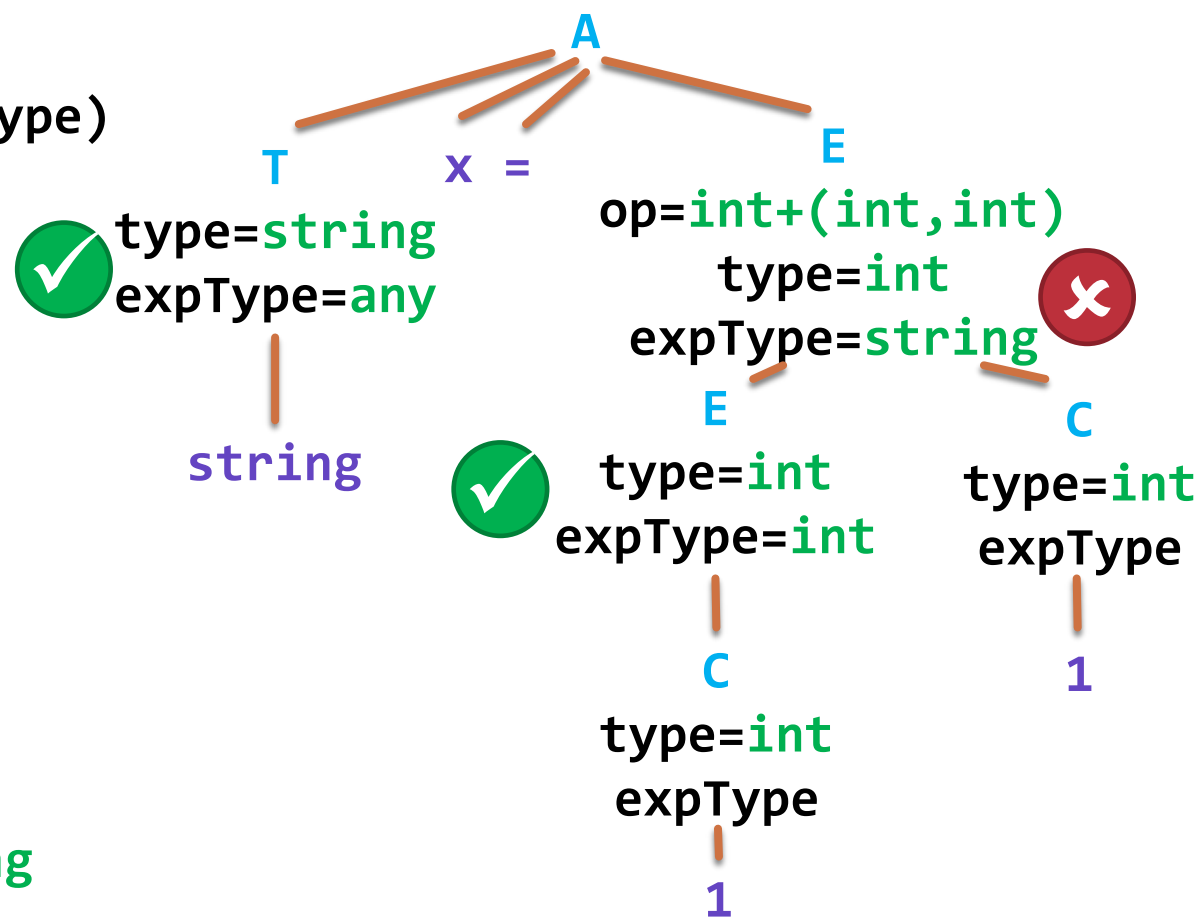 A
ype)
T
x =
E
type=string
expType=any
op=int+(int,int)
type=int
expType=string
string
E
type=int
expType=int
C
type=int
expType
C
type=int
expType
1
1
g